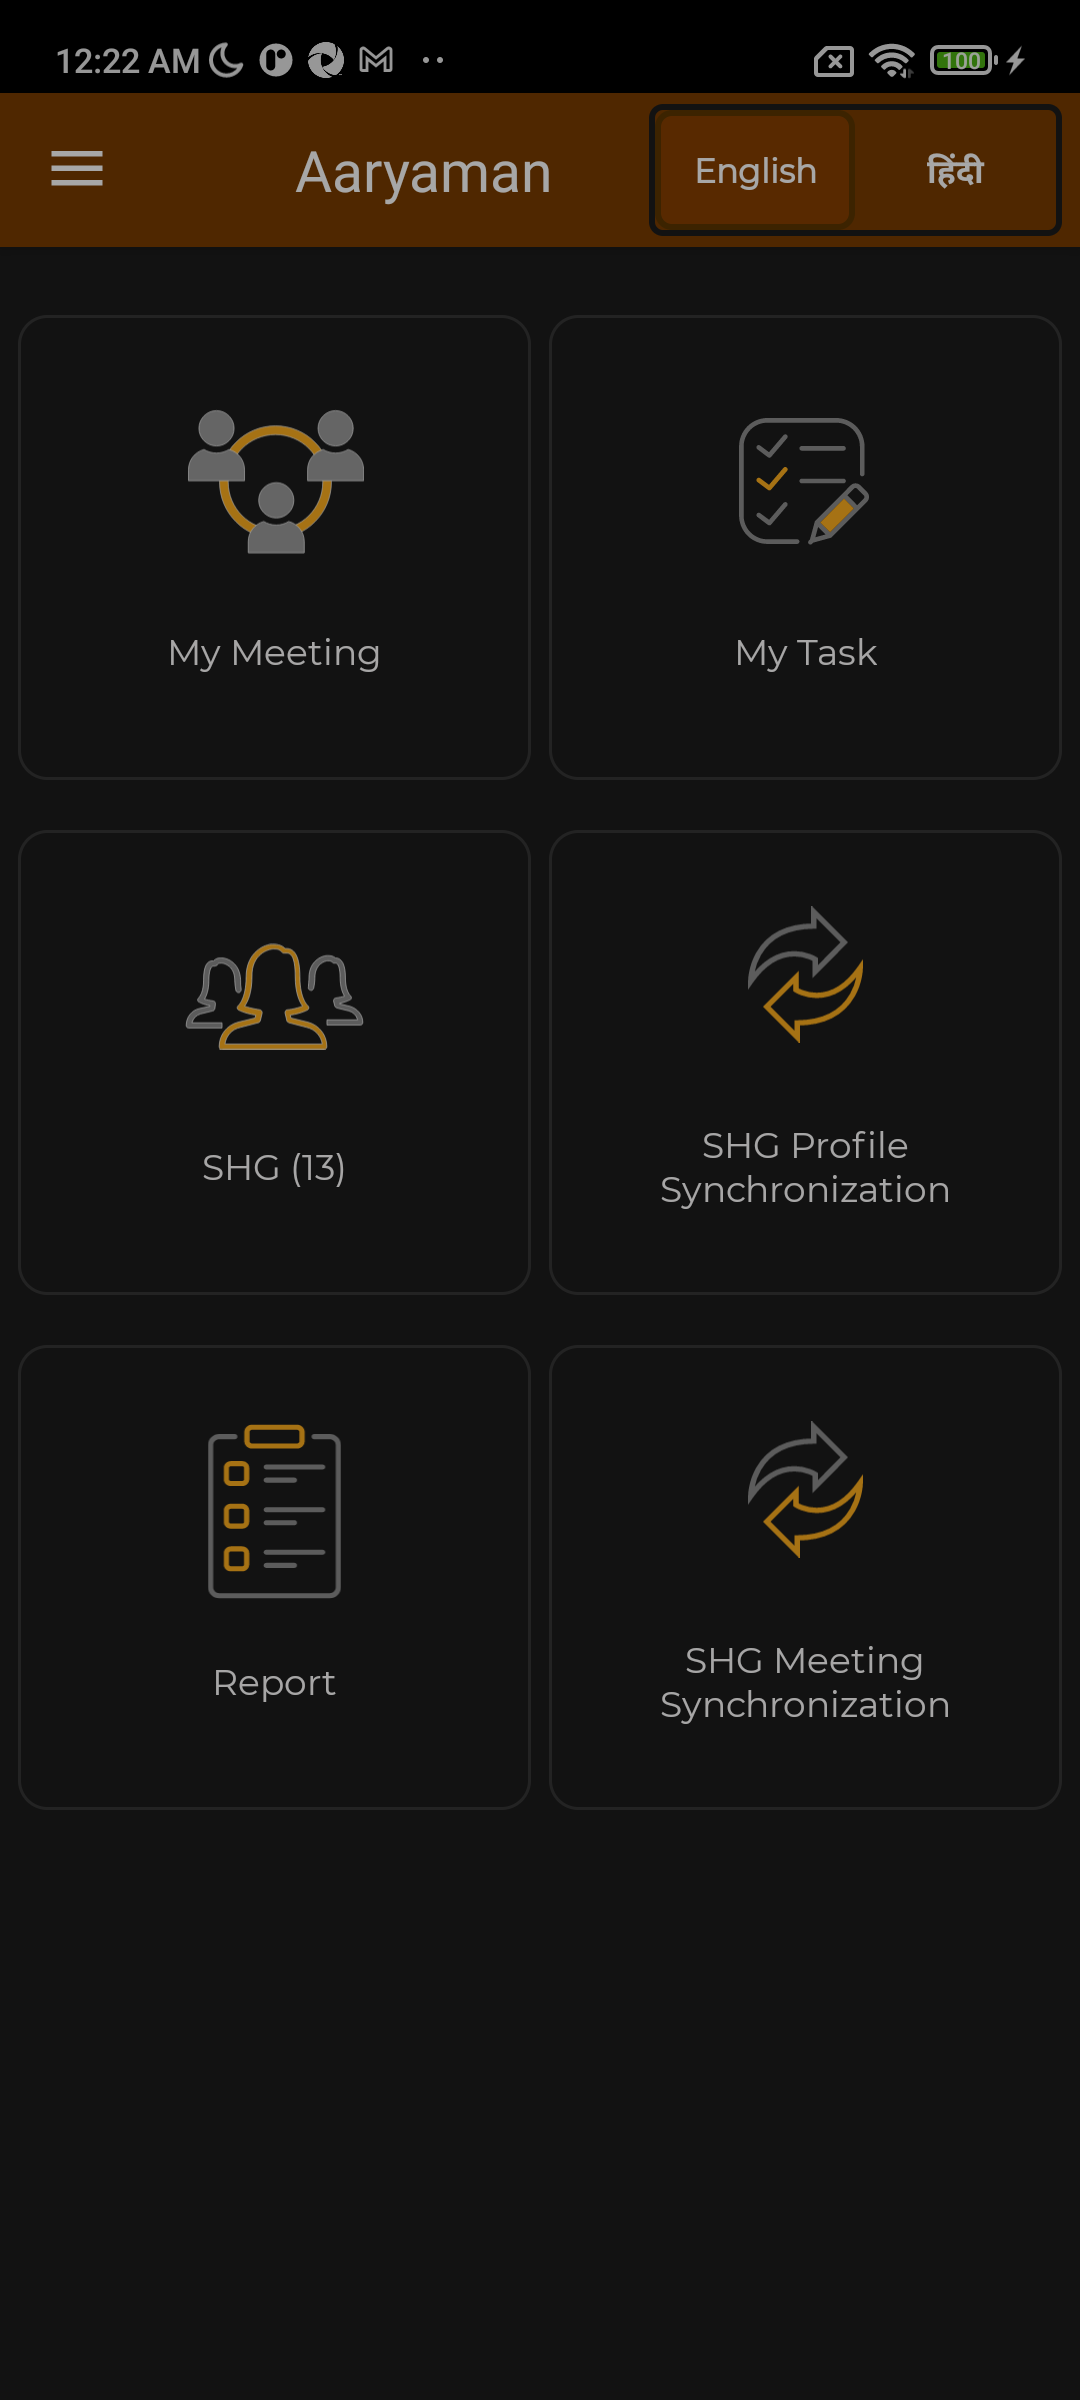 12:22 AM
100
Aaryaman
English
हिंदी
My Meeting
My Task
SHG (13)
SHG Profile
Synchronization
Report
SHG Meeting
Synchronization